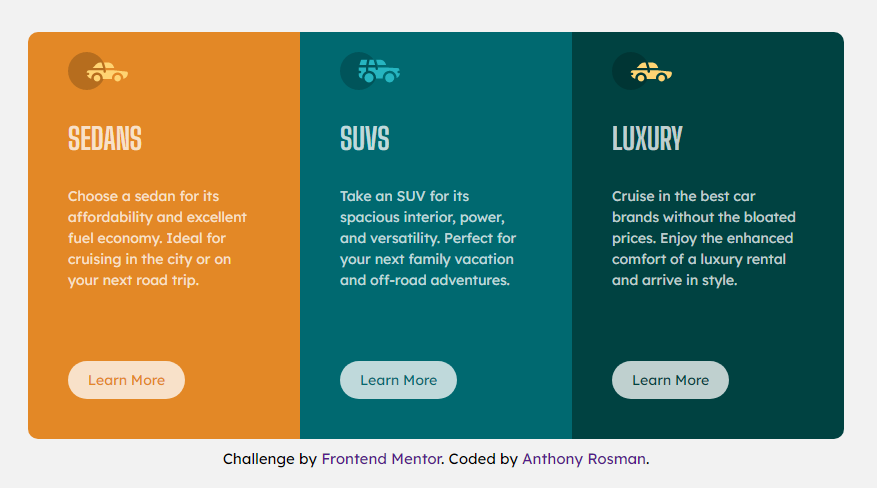 SEDANS
Choose a sedan for its
affordability and excellent
fuel economy. Ideal for
cruising in the city or on
your next road trip.
Learn More
SUVS
Take an SUV for its
spacious interior, power,
and versatility. Perfect for
your next family vacation
and off-road adventures.
Learn More
LUXURY
Cruise in the best car
brands without the bloated
prices. Enjoy the enhanced
comfort of a luxury rental
and arrive in style.
Learn More
Challenge by Frontend Mentor. Coded by Anthony Rosman.